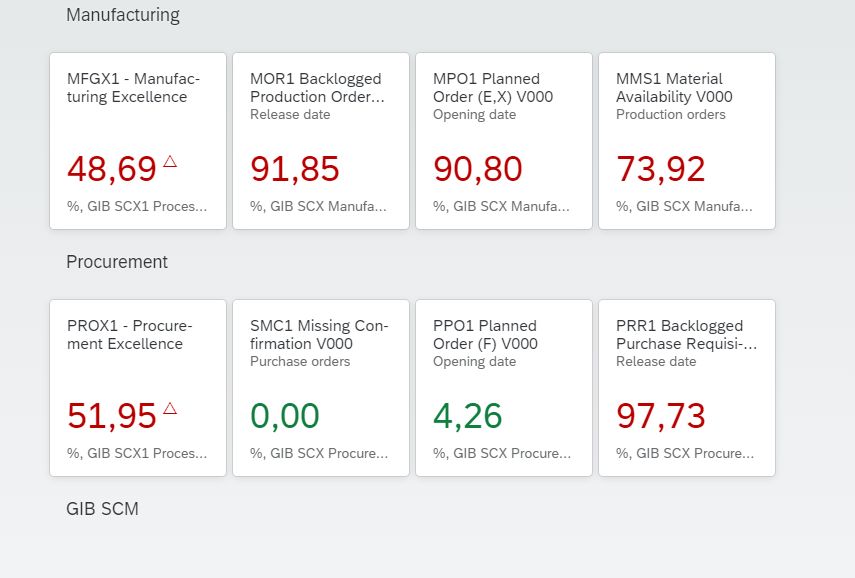 Manufacturing
MFGX1 - Manufac-
turing Excellence
48,69
%, GIB SCX1 Proces...
MOR1 Backlogged
Production Order...
Release date
91,85
%, GIB SCX Manufa...
MPO1 Planned
Order (E,X) V000
Opening date
90,80
%, GIB SCX Manufa...
MMS1 Material
Availability V000
Production orders
73,92
%, GIB SCX Manufa...
Procurement
PROX1 - Procure-
ment Excellence
51,95
%, GIB SCX1 Proces...
SMC1 Missing Con-
firmation V000
Purchase orders
0,00
%, GIB SCX Procure...
PPO1 Planned
Order (F) V000
Opening date
4,26
%, GIB SCX Procure...
PRR1 Backlogged
Purchase Requisi-...
Release date
97,73
%, GIB SCX Procure...
GIB SCM